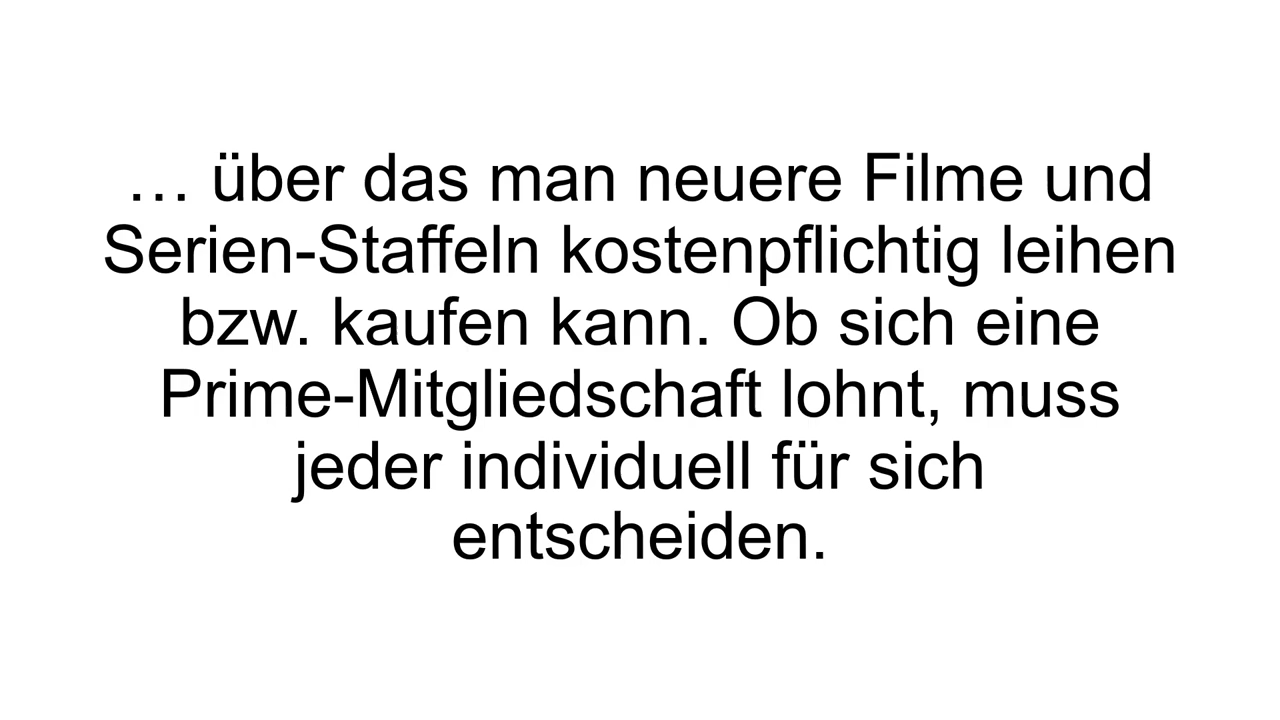 … über das man neuere Filme und
Serien-Staffeln kostenpflichtig leihen
bzw. kaufen kann. Ob sich eine
Prime-Mitgliedschaft lohnt, muss
jeder individuell für sich
entscheiden.